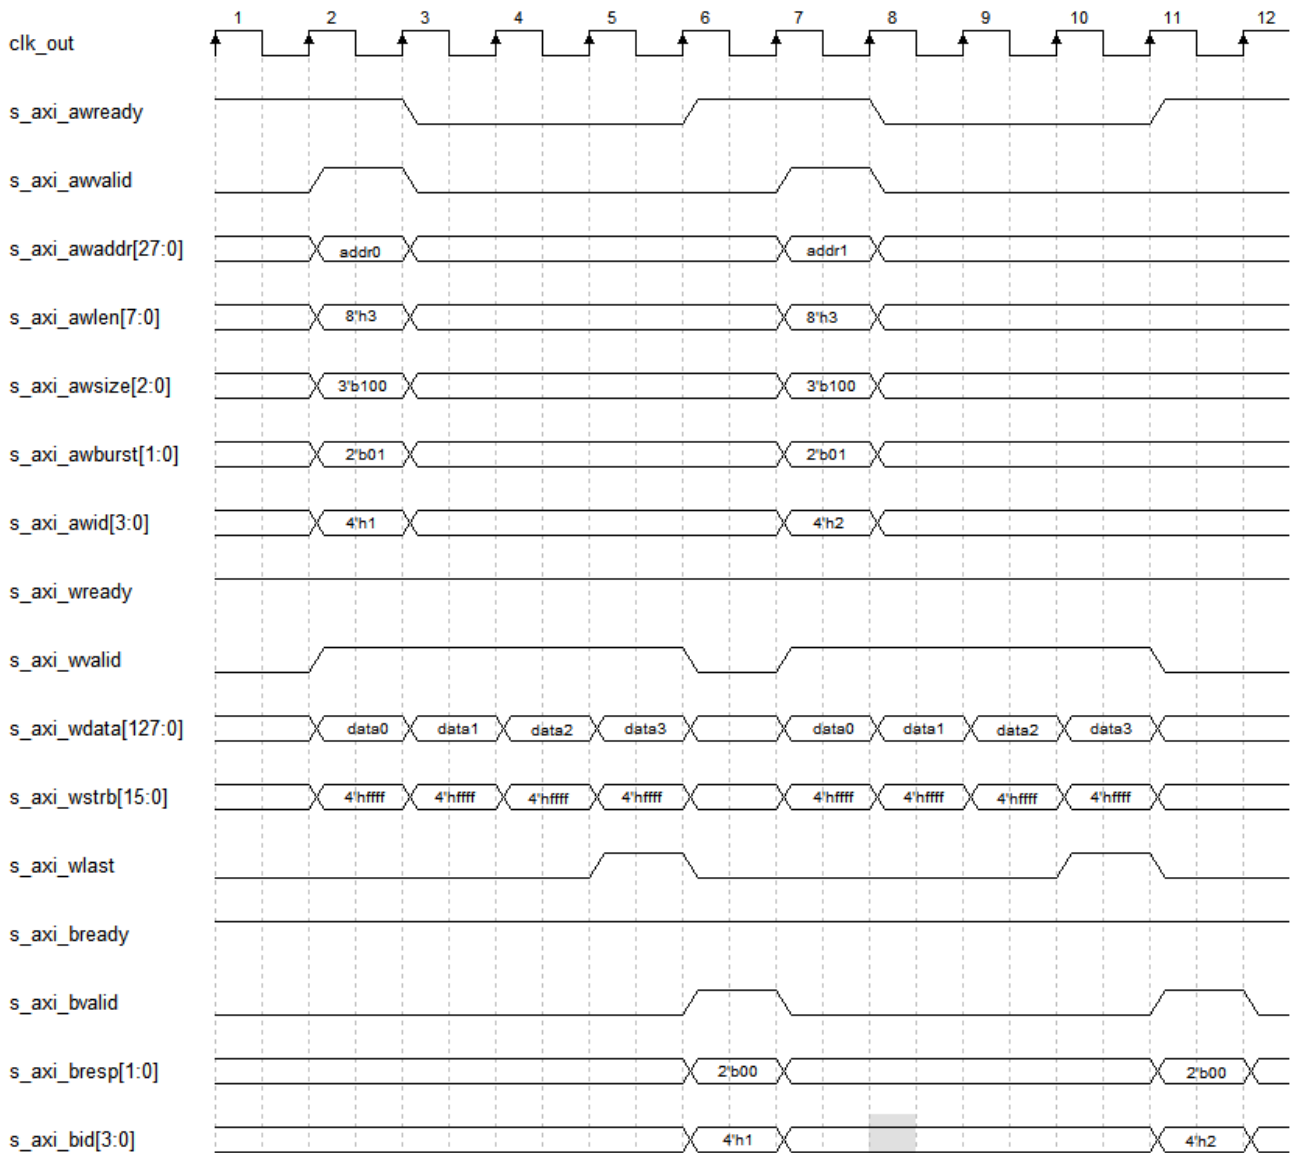 1 2 3 4 5 6 7 8 9 10 11 12
clk_out
s_axi_awready
s_axi_awvalid
s_axi_awaddr[27:0] addr0 addr1
s_axi_awlen[7:0] 8'h3 8'h3
s_axi_awsize[2:0] 3'b100 3'b100
s_axi_awburst[1:0] 2'b01 2'b01
s_axi_awid[3:0] 4'h1 4'h2
s_axi_wready
s_axi_wvalid
s_axi_wdata[127:0] data0 data1 data2 data3 data0 data1 data2 data3
s_axi_wstrb[15:0] 4'hffff 4'hffff 4'hffff 4'hffff 4'hffff 4'hffff 4'hffff 4'hffff
s_axi_wlast
s_axi_bready
s_axi_bvalid
s_axi_bresp[1:0] 2'b00 2'b00
s_axi_bid[3:0] 4'h1 4'h2